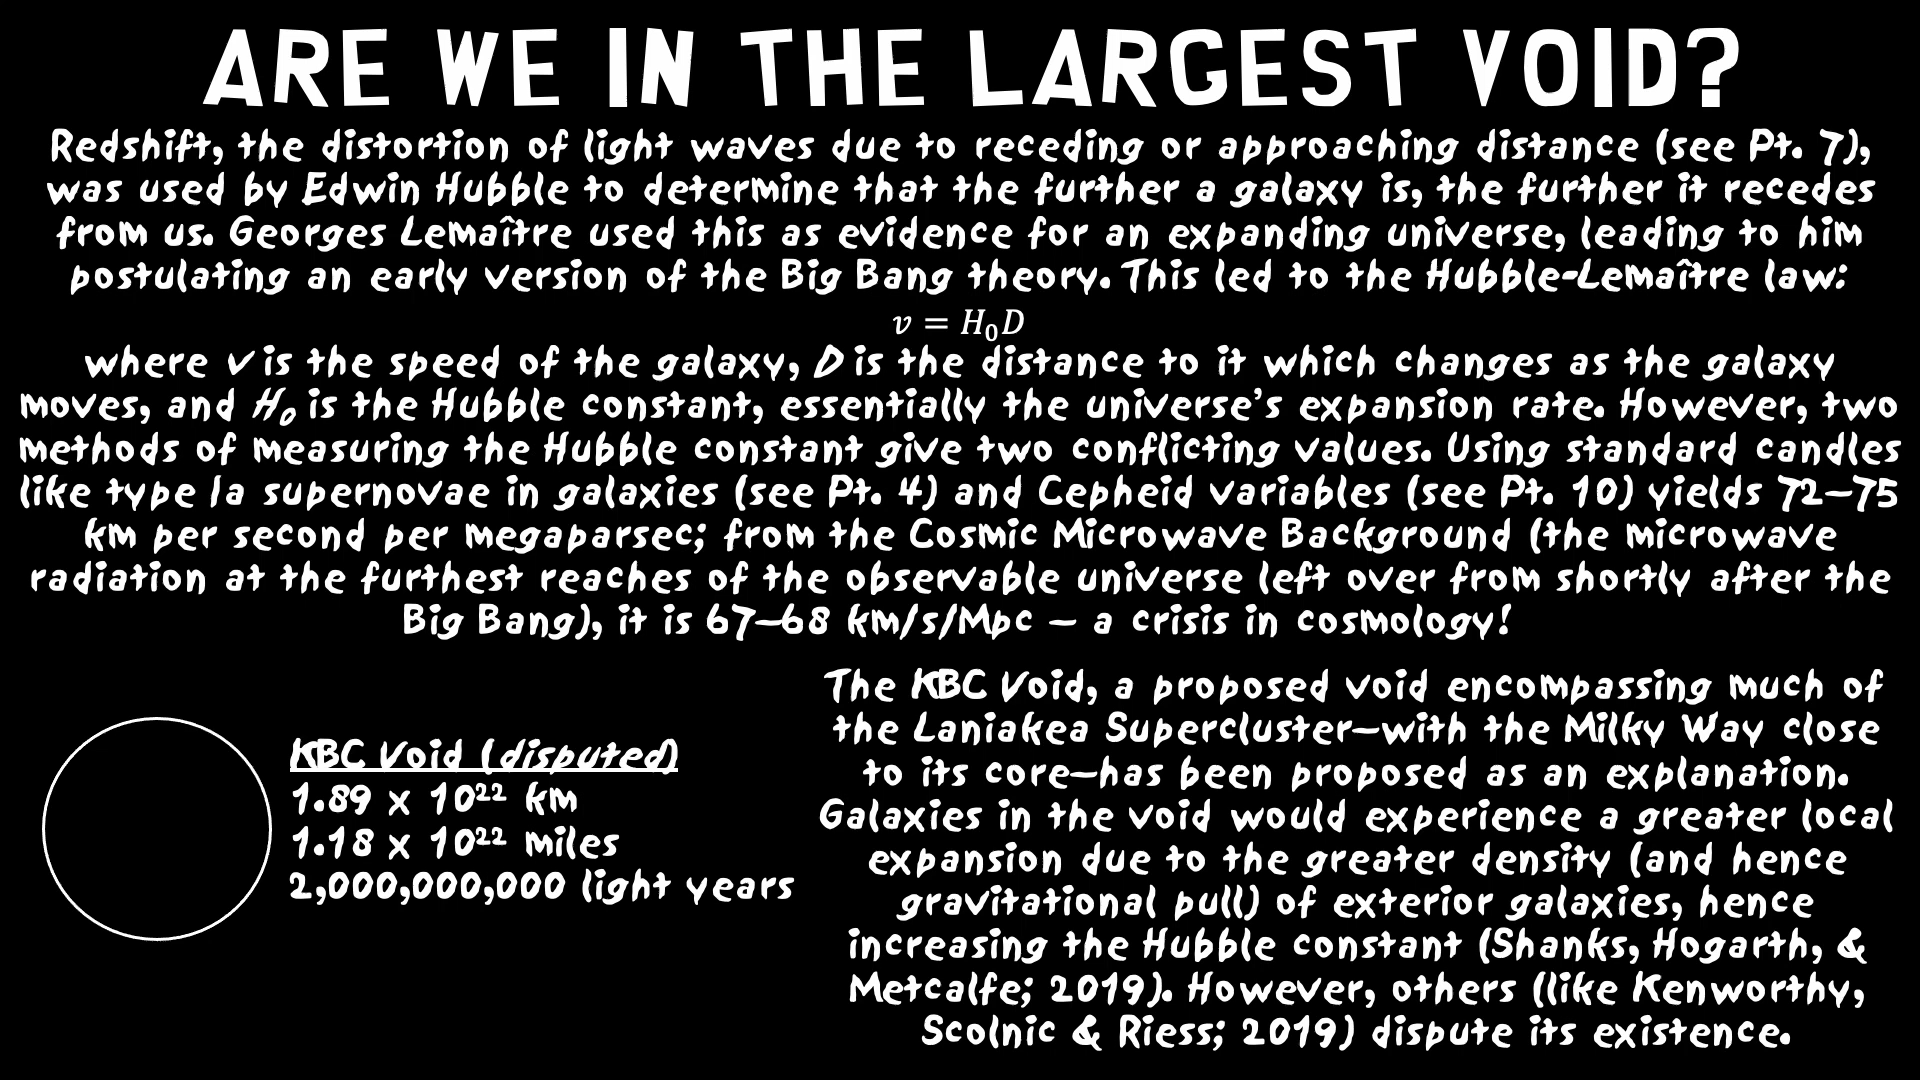 ARE WE IN THE LARGEST VOID?
Redshift, the distortion of light waves due to receding or approaching distance (see Pt. 7),
was used by Edwin Hubble to determine that the further a galaxy is, the further it recedes
from us. Georges Lemaître used this as evidence for an expanding universe, leading to him
postulating an early version of the Big Bang theory. This led to the Hubble-Lemaître law:
v = H₀D
where v is the speed of the galaxy, D is the distance to it which changes as the galaxy
moves, and H₀ is the Hubble constant, essentially the universe's expansion rate. However, two
methods of measuring the Hubble constant give two conflicting values. Using standard candles
like type Ia supernovae in galaxies (see Pt. 4) and Cepheid variables (see Pt. 10) yields 72–75
km per second per megaparsec; from the Cosmic Microwave Background (the microwave
radiation at the furthest reaches of the observable universe left over from shortly after the
Big Bang), it is 67–68 km/s/Mpc – a crisis in cosmology!
KBC Void (disputed)
1.89 x 10²² km
1.18 x 10²² miles
2,000,000,000 light years
The KBC Void, a proposed void encompassing much of
the Laniakea Supercluster–with the Milky Way close
to its core–has been proposed as an explanation.
Galaxies in the void would experience a greater local
expansion due to the greater density (and hence
gravitational pull) of exterior galaxies, hence
increasing the Hubble constant (Shanks, Hogarth, &
Metcalfe; 2019). However, others (like Kenworthy,
Scolnic & Riess; 2019) dispute its existence.